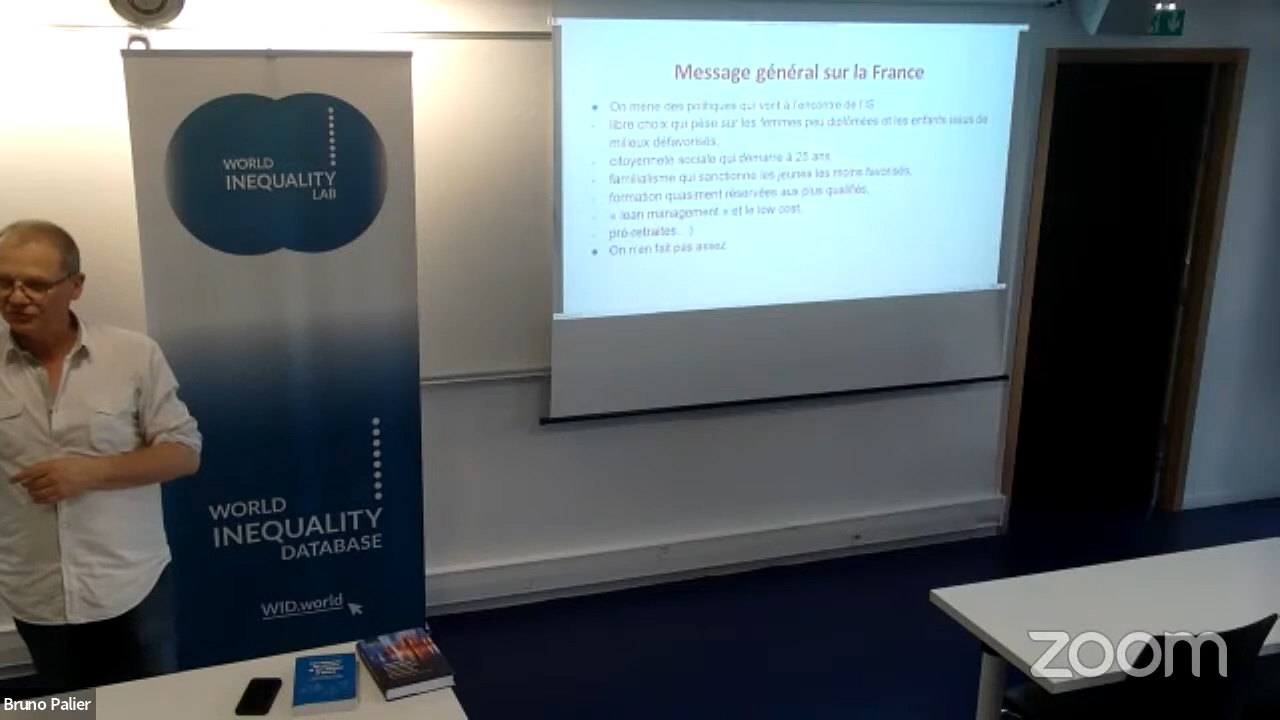 WORLD
INEQUALITY
LAB
WORLD
INEQUALITY
DATABASE
WID.world
Message général sur la France
On mène des politiques qui vont à l'encontre de l'IS
libre choix qui pèse sur les femmes peu diplômées et les enfants issus de
milieux défavorisés,
citoyenneté sociale qui démarre à 25 ans,
familialisme qui sanctionne les jeunes les moins favorisés,
formation quasiment réservées aux plus qualifiés,
« lean management » et le low cost,
pré-retraites…)
On n'en fait pas assez
zoom
Bruno Palier